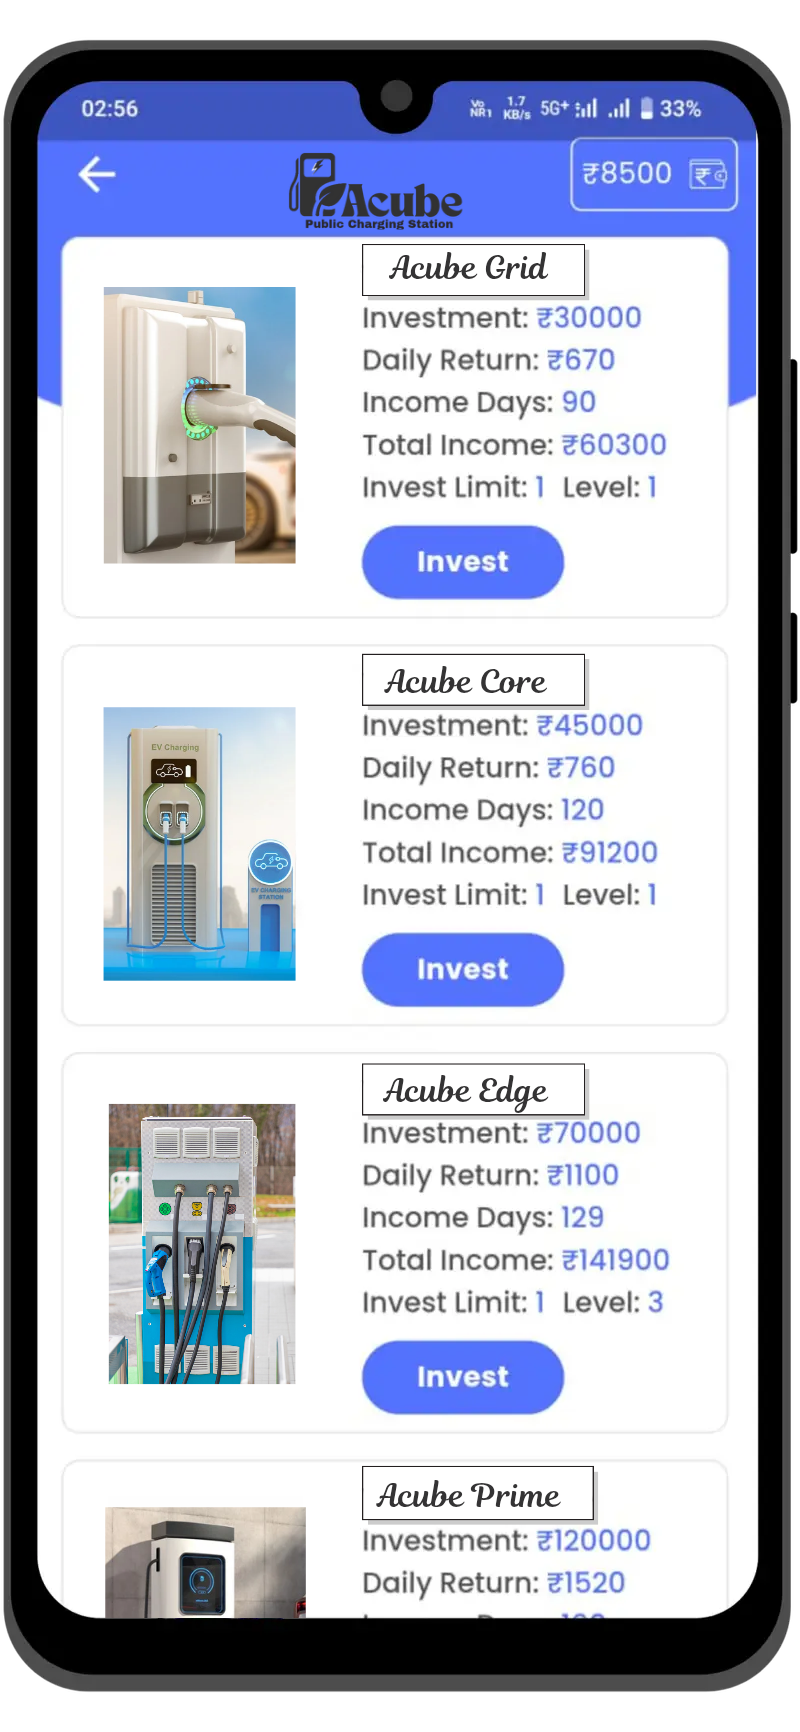 02:56 Vo NR1 1.7 KB/s 5G+ 33%
₹8500
Acube
Public Charging Station
Acube Grid
Investment: ₹30000
Daily Return: ₹670
Income Days: 90
Total Income: ₹60300
Invest Limit: 1 Level: 1
Invest
Acube Core
EV Charging
EV CHARGING
STATION
Investment: ₹45000
Daily Return: ₹760
Income Days: 120
Total Income: ₹91200
Invest Limit: 1 Level: 1
Invest
Acube Edge
Investment: ₹70000
Daily Return: ₹1100
Income Days: 129
Total Income: ₹141900
Invest Limit: 1 Level: 3
Invest
Acube Prime
Investment: ₹120000
Daily Return: ₹1520